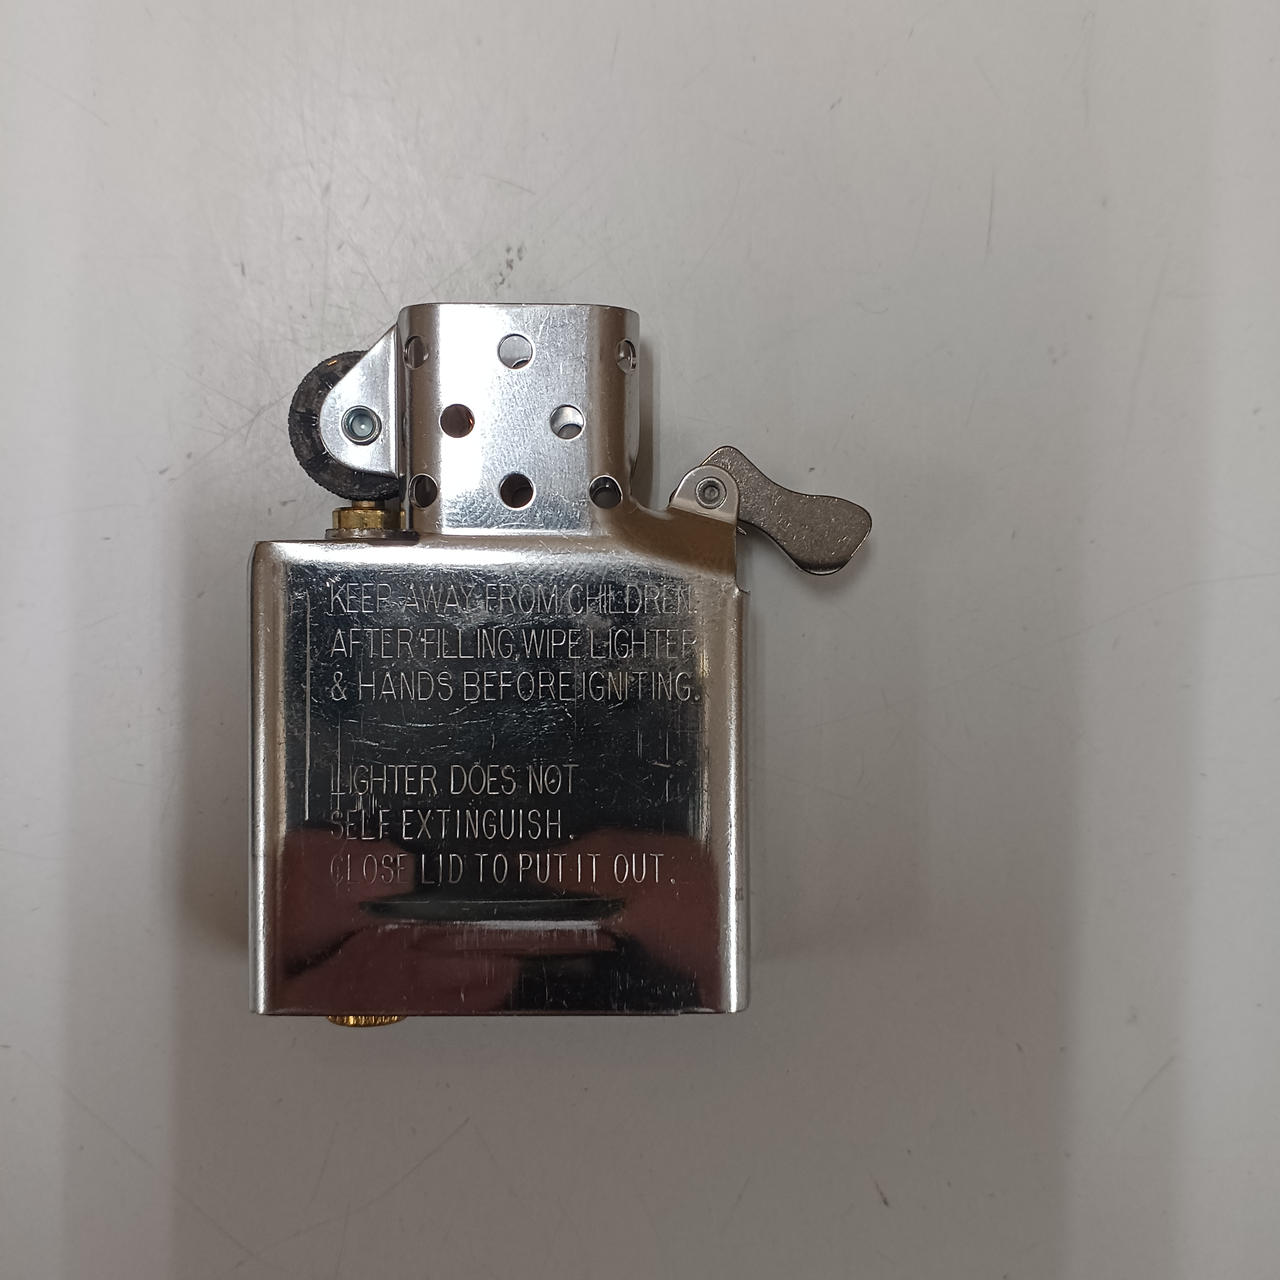 KEEP AWAY FROM CHILDREN.
AFTER FILLING, WIPE LIGHTER
& HANDS BEFORE IGNITING.
LIGHTER DOES NOT
SELF EXTINGUISH.
CLOSE LID TO PUT IT OUT.